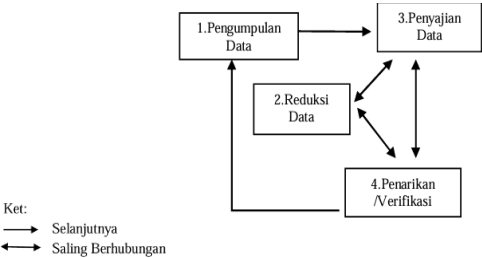 1.Pengumpulan
Data
3.Penyajian
Data
2.Reduksi
Data
4.Penarikan
/Verifikasi
Ket:
Selanjutnya
Saling Berhubungan